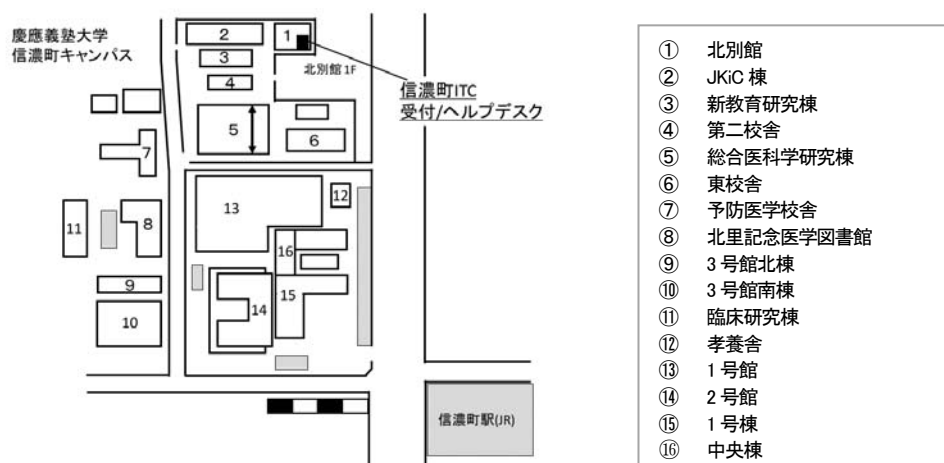 慶應義塾大学
信濃町キャンパス
2
1
3
北別館 1F
4
信濃町ITC
受付/ヘルプデスク
5
6
7
12
13
11
8
16
9
15
14
10
信濃町駅(JR)
① 北別館
② JKiC 棟
③ 新教育研究棟
④ 第二校舎
⑤ 総合医科学研究棟
⑥ 東校舎
⑦ 予防医学校舎
⑧ 北里記念医学図書館
⑨ 3 号館北棟
⑩ 3 号館南棟
⑪ 臨床研究棟
⑫ 孝養舎
⑬ 1 号館
⑭ 2 号館
⑮ 1 号棟
⑯ 中央棟